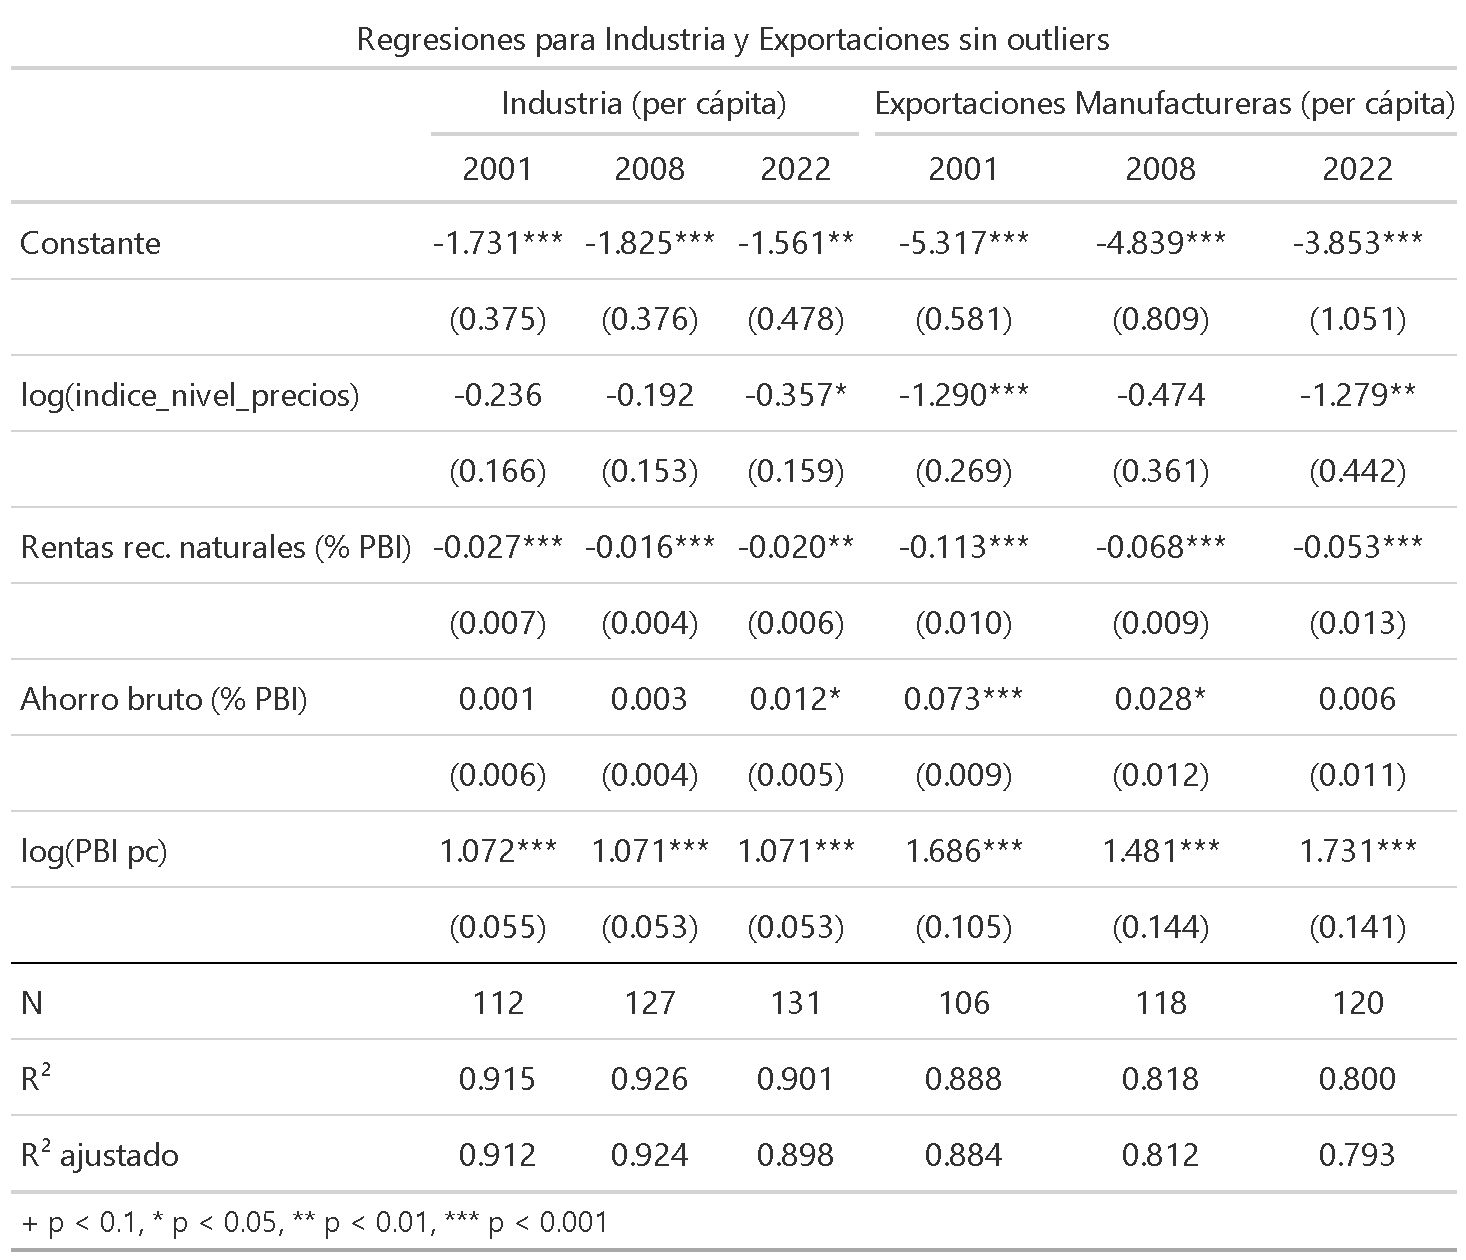 Regresiones para Industria y Exportaciones sin outliers
Industria (per cápita) Exportaciones Manufactureras (per cápita)
2001 2008 2022 2001 2008 2022
Constante -1.731*** -1.825*** -1.561** -5.317*** -4.839*** -3.853***
(0.375) (0.376) (0.478) (0.581) (0.809) (1.051)
log(indice_nivel_precios) -0.236 -0.192 -0.357* -1.290*** -0.474 -1.279**
(0.166) (0.153) (0.159) (0.269) (0.361) (0.442)
Rentas rec. naturales (% PBI) -0.027*** -0.016*** -0.020** -0.113*** -0.068*** -0.053***
(0.007) (0.004) (0.006) (0.010) (0.009) (0.013)
Ahorro bruto (% PBI) 0.001 0.003 0.012* 0.073*** 0.028* 0.006
(0.006) (0.004) (0.005) (0.009) (0.012) (0.011)
log(PBI pc) 1.072*** 1.071*** 1.071*** 1.686*** 1.481*** 1.731***
(0.055) (0.053) (0.053) (0.105) (0.144) (0.141)
N 112 127 131 106 118 120
R² 0.915 0.926 0.901 0.888 0.818 0.800
R² ajustado 0.912 0.924 0.898 0.884 0.812 0.793
+ p < 0.1, * p < 0.05, ** p < 0.01, *** p < 0.001